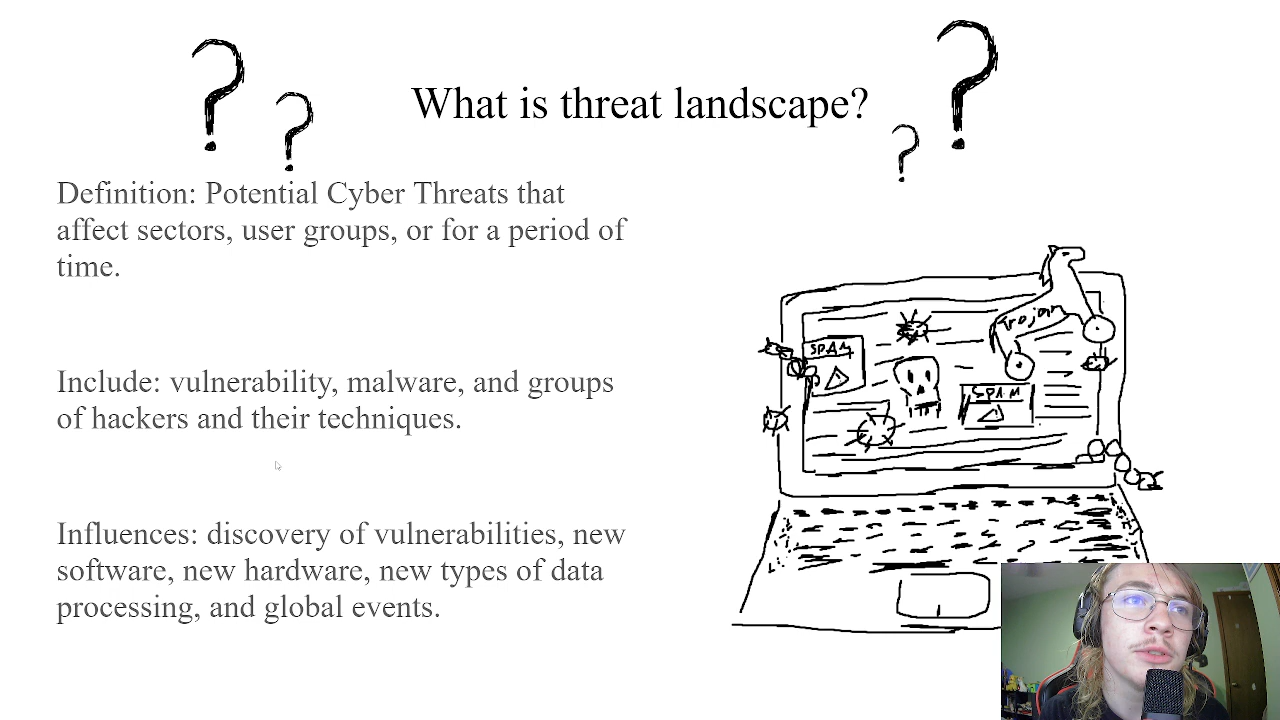 What is threat landscape?
Definition: Potential Cyber Threats that
affect sectors, user groups, or for a period of
time.
Include: vulnerability, malware, and groups
of hackers and their techniques.
Influences: discovery of vulnerabilities, new
software, new hardware, new types of data
processing, and global events.
Trojan
SPAM
SPAM